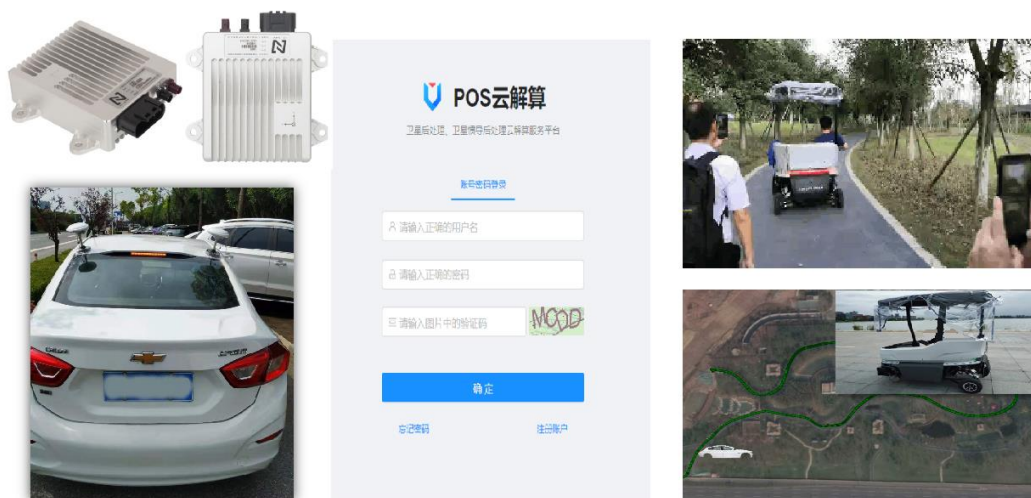 POS云解算
卫星后处理、卫星惯导后处理云解算服务平台
账号密码登录
请输入正确的用户名
请输入正确的密码
请输入图片中的验证码
MOOD
确定
忘记密码
注册账户